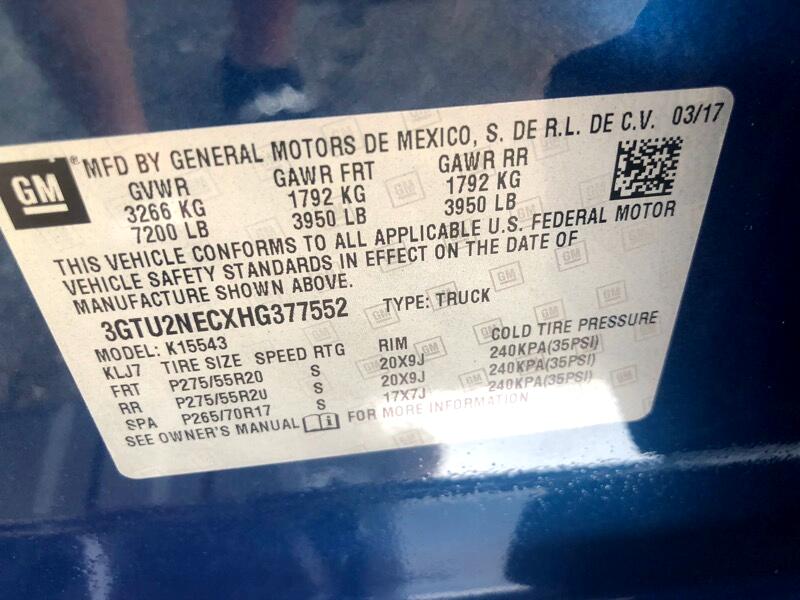 GM
® MFD BY GENERAL MOTORS DE MEXICO, S. DE R.L. DE C.V. 03/17
GVWR GAWR FRT GAWR RR
3266 KG 1792 KG 1792 KG
7200 LB 3950 LB 3950 LB
THIS VEHICLE CONFORMS TO ALL APPLICABLE U.S. FEDERAL MOTOR
VEHICLE SAFETY STANDARDS IN EFFECT ON THE DATE OF
MANUFACTURE SHOWN ABOVE.
3GTU2NECXHG377552 TYPE: TRUCK
MODEL: K15543
KLJ7 TIRE SIZE SPEED RTG RIM COLD TIRE PRESSURE
FRT P275/55R20 S 20X9J 240KPA(35PSI)
RR P275/55R20 S 20X9J 240KPA(35PSI)
SPA P265/70R17 S 17X7J 240KPA(35PSI)
SEE OWNER'S MANUAL i FOR MORE INFORMATION